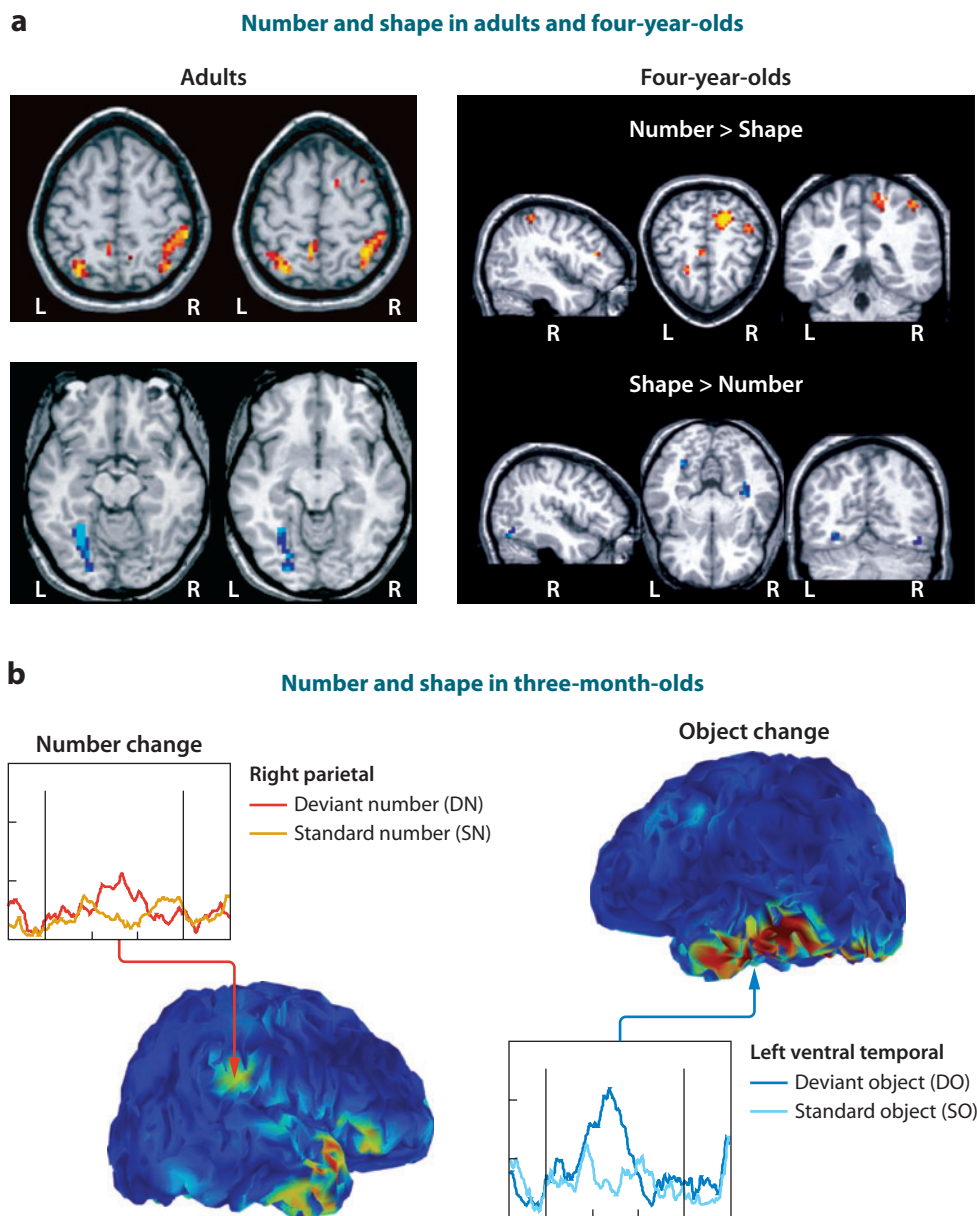 a
Number and shape in adults and four-year-olds
Adults
Four-year-olds
Number > Shape
L R L R
R L R L R
Shape > Number
L R L R
R L R L R
b
Number and shape in three-month-olds
Number change
Right parietal
Deviant number (DN)
Standard number (SN)
Object change
Left ventral temporal
Deviant object (DO)
Standard object (SO)